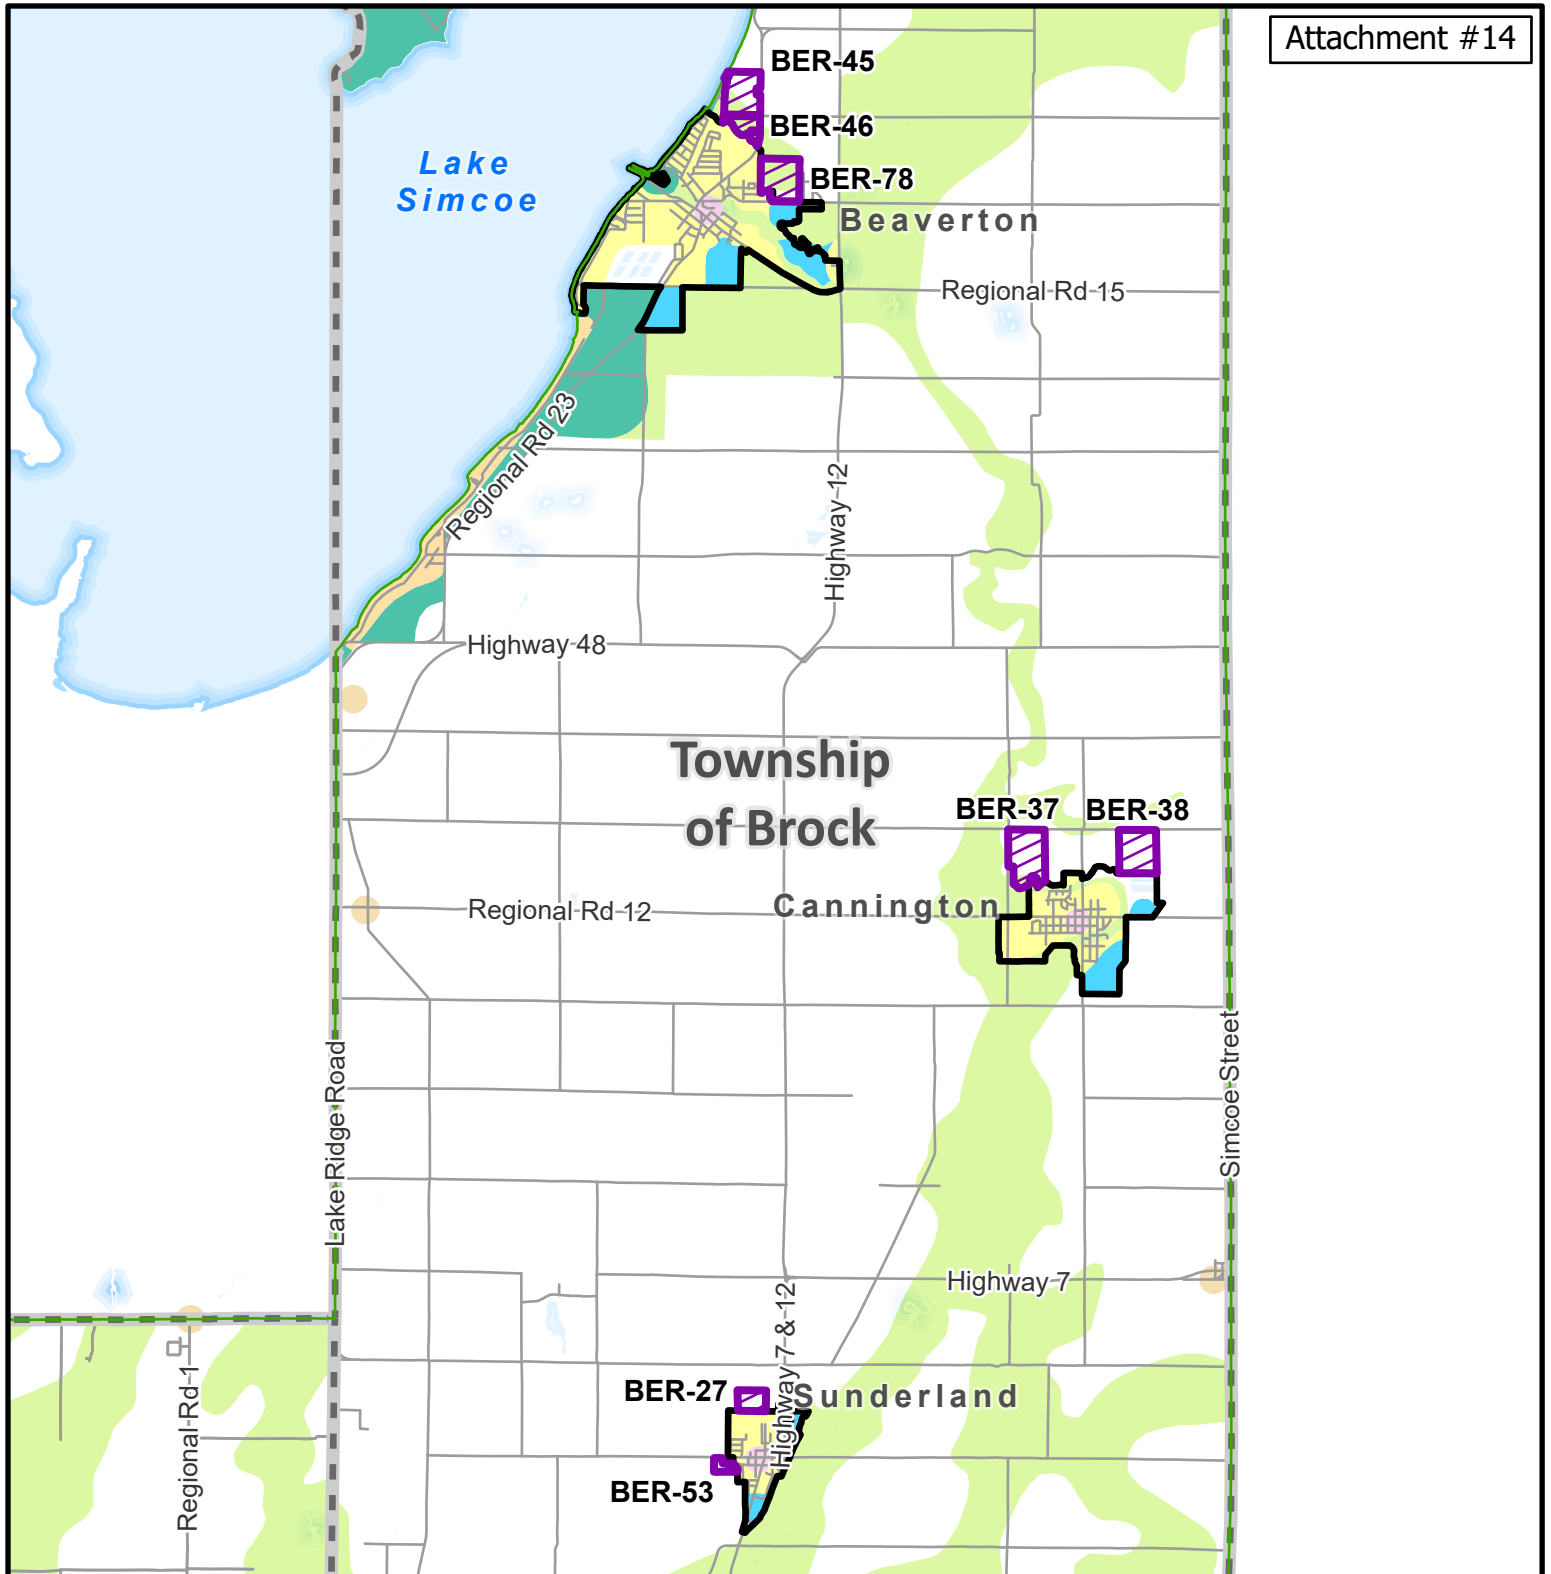 Attachment #14
BER-45
BER-46
Lake
Simcoe
BER-78
Beaverton
Regional Rd 15
Regional Rd 23
Highway 12
Highway 48
Township
of Brock
BER-37
BER-38
Cannington
Regional Rd 12
Lake Ridge Road
Simcoe Street
Highway 7
Highway 7 & 12
Regional Rd 1
BER-27
Sunderland
BER-53